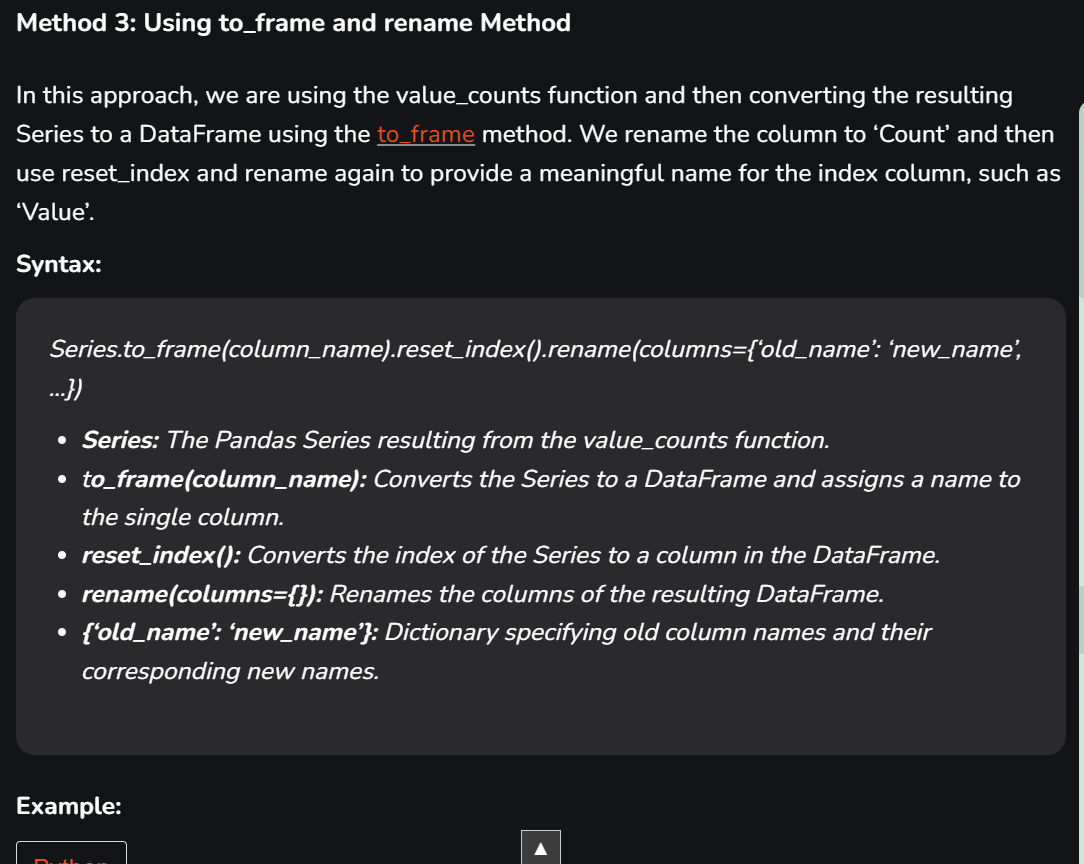 Method 3: Using to_frame and rename Method
In this approach, we are using the value_counts function and then converting the resulting
Series to a DataFrame using the to_frame method. We rename the column to ‘Count’ and then
use reset_index and rename again to provide a meaningful name for the index column, such as
‘Value’.
Syntax:
Series.to_frame(column_name).reset_index().rename(columns={‘old_name’: ‘new_name’,
…})
• Series: The Pandas Series resulting from the value_counts function.
• to_frame(column_name): Converts the Series to a DataFrame and assigns a name to
the single column.
• reset_index(): Converts the index of the Series to a column in the DataFrame.
• rename(columns={}): Renames the columns of the resulting DataFrame.
• {‘old_name’: ‘new_name’}: Dictionary specifying old column names and their
corresponding new names.
Example:
Python